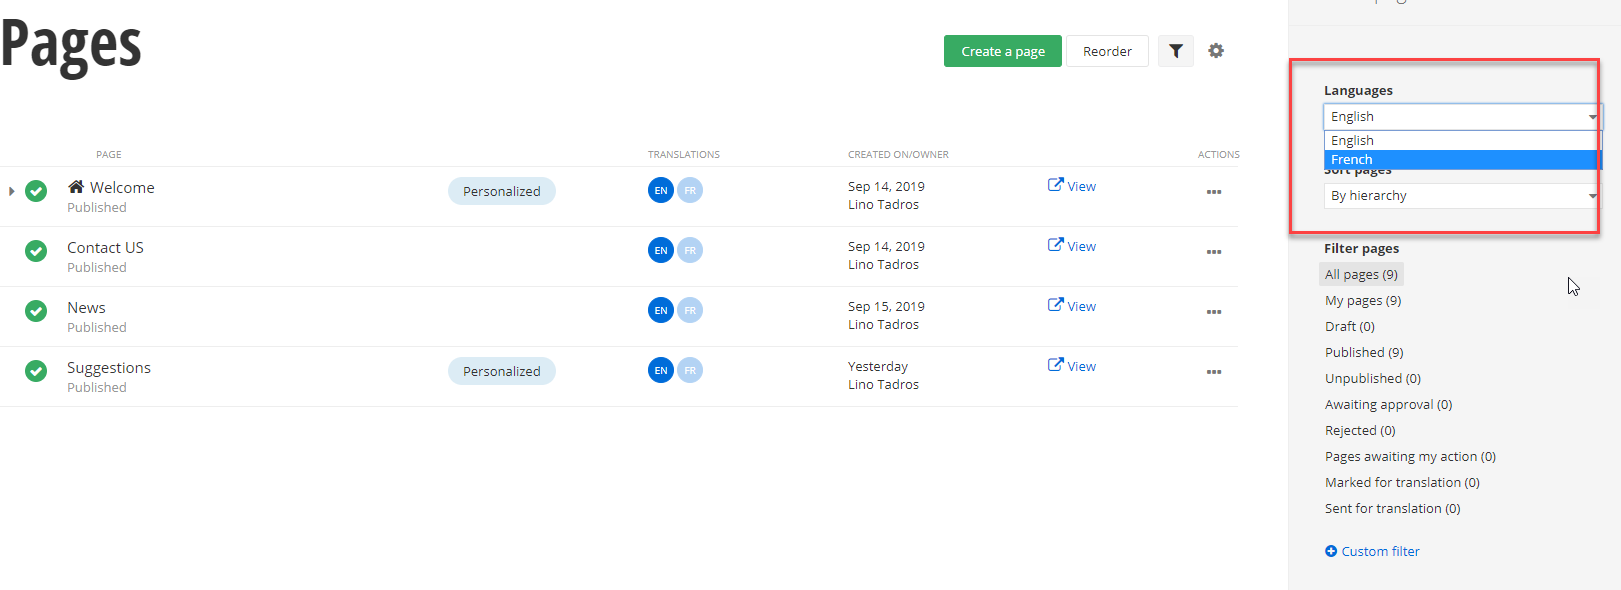 Pages
Create a page
Reorder
PAGE
TRANSLATIONS
CREATED ON/OWNER
ACTIONS
Welcome
Published
Personalized
EN FR
Sep 14, 2019
Lino Tadros
View
Contact US
Published
EN FR
Sep 14, 2019
Lino Tadros
View
News
Published
EN FR
Sep 15, 2019
Lino Tadros
View
Suggestions
Published
Personalized
EN FR
Yesterday
Lino Tadros
View
Languages
English
English
French
Sort pages
By hierarchy
Filter pages
All pages (9)
My pages (9)
Draft (0)
Published (9)
Unpublished (0)
Awaiting approval (0)
Rejected (0)
Pages awaiting my action (0)
Marked for translation (0)
Sent for translation (0)
Custom filter